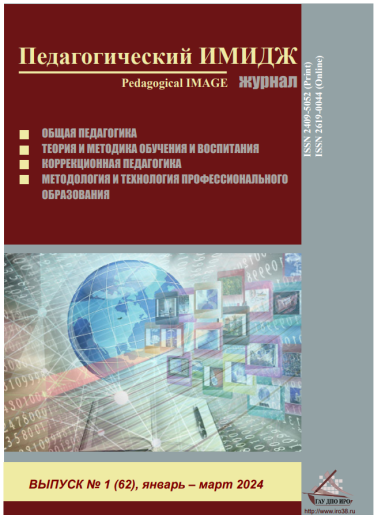 Педагогический ИМИДЖ
Pedagogical IMAGE журнал
ОБЩАЯ ПЕДАГОГИКА
ТЕОРИЯ И МЕТОДИКА ОБУЧЕНИЯ И ВОСПИТАНИЯ
КОРРЕКЦИОННАЯ ПЕДАГОГИКА
МЕТОДОЛОГИЯ И ТЕХНОЛОГИЯ ПРОФЕССИОНАЛЬНОГО
ОБРАЗОВАНИЯ
ISSN 2409-5052 (Print)
ISSN 2619-0044 (Online)
ВЫПУСК № 1 (62), январь – март 2024
ГАУ ДПО ИРО
http://www.iro38.ru